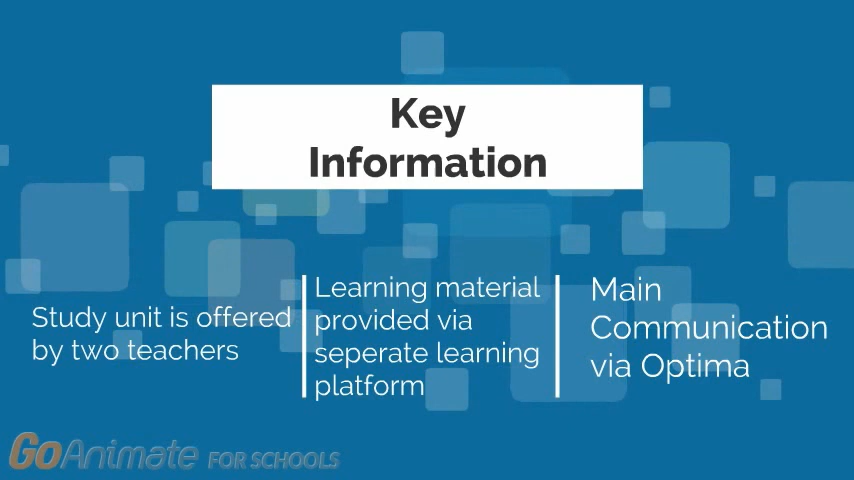 Key
Information
Study unit is offered
by two teachers
Learning material
provided via
seperate learning
platform
Main
Communication
via Optima
GoAnimate FOR SCHOOLS